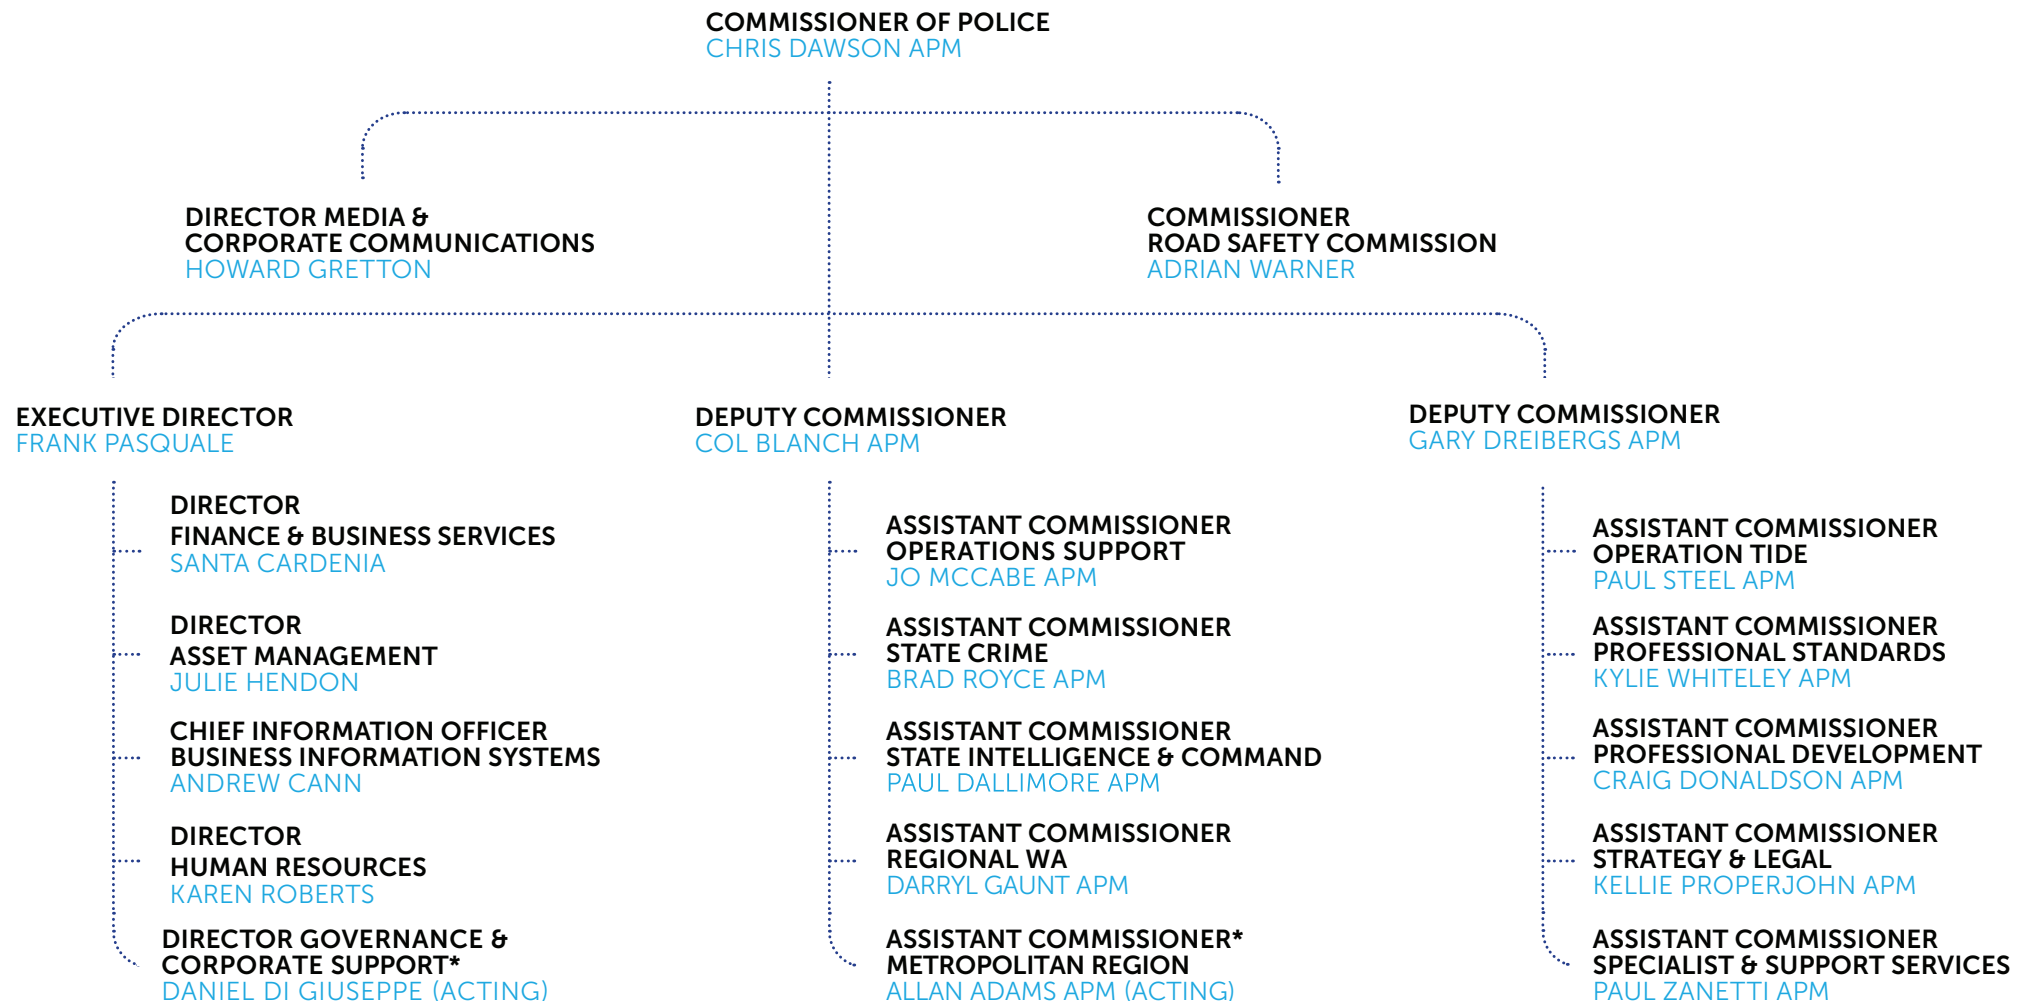 COMMISSIONER OF POLICE
CHRIS DAWSON APM
DIRECTOR MEDIA &
CORPORATE COMMUNICATIONS
HOWARD GRETTON
COMMISSIONER
ROAD SAFETY COMMISSION
ADRIAN WARNER
EXECUTIVE DIRECTOR
FRANK PASQUALE
DIRECTOR
FINANCE & BUSINESS SERVICES
SANTA CARDENIA
DIRECTOR
ASSET MANAGEMENT
JULIE HENDON
CHIEF INFORMATION OFFICER
BUSINESS INFORMATION SYSTEMS
ANDREW CANN
DIRECTOR
HUMAN RESOURCES
KAREN ROBERTS
DIRECTOR GOVERNANCE &
CORPORATE SUPPORT*
DANIEL DI GIUSEPPE (ACTING)
DEPUTY COMMISSIONER
COL BLANCH APM
ASSISTANT COMMISSIONER
OPERATIONS SUPPORT
JO MCCABE APM
ASSISTANT COMMISSIONER
STATE CRIME
BRAD ROYCE APM
ASSISTANT COMMISSIONER
STATE INTELLIGENCE & COMMAND
PAUL DALLIMORE APM
ASSISTANT COMMISSIONER
REGIONAL WA
DARRYL GAUNT APM
ASSISTANT COMMISSIONER*
METROPOLITAN REGION
ALLAN ADAMS APM (ACTING)
DEPUTY COMMISSIONER
GARY DREIBERGS APM
ASSISTANT COMMISSIONER
OPERATION TIDE
PAUL STEEL APM
ASSISTANT COMMISSIONER
PROFESSIONAL STANDARDS
KYLIE WHITELEY APM
ASSISTANT COMMISSIONER
PROFESSIONAL DEVELOPMENT
CRAIG DONALDSON APM
ASSISTANT COMMISSIONER
STRATEGY & LEGAL
KELLIE PROPERJOHN APM
ASSISTANT COMMISSIONER
SPECIALIST & SUPPORT SERVICES
PAUL ZANETTI APM